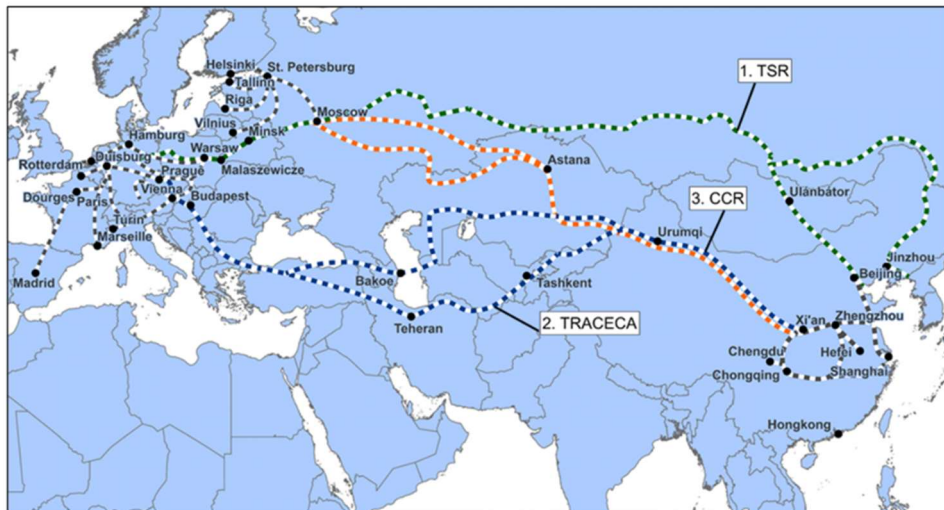 Helsinki
St. Petersburg
Tallinn
1. TSR
Riga
Moscow
Vilnius
Minsk
Hamburg
Warsaw
Rotterdam
Duisburg
Malaszewicze
Astana
Prague
Dourges
Vienna
Paris
Budapest
Ulânbàtor
3. CCR
Turin
Marseille
Urumqi
Madrid
Bakoe
Tashkent
Beijing
Jinzhou
Teheran
2. TRACECA
Xi'an
Zhengzhou
Chengdu
Hefei
Chongqing
Shanghai
Hongkong